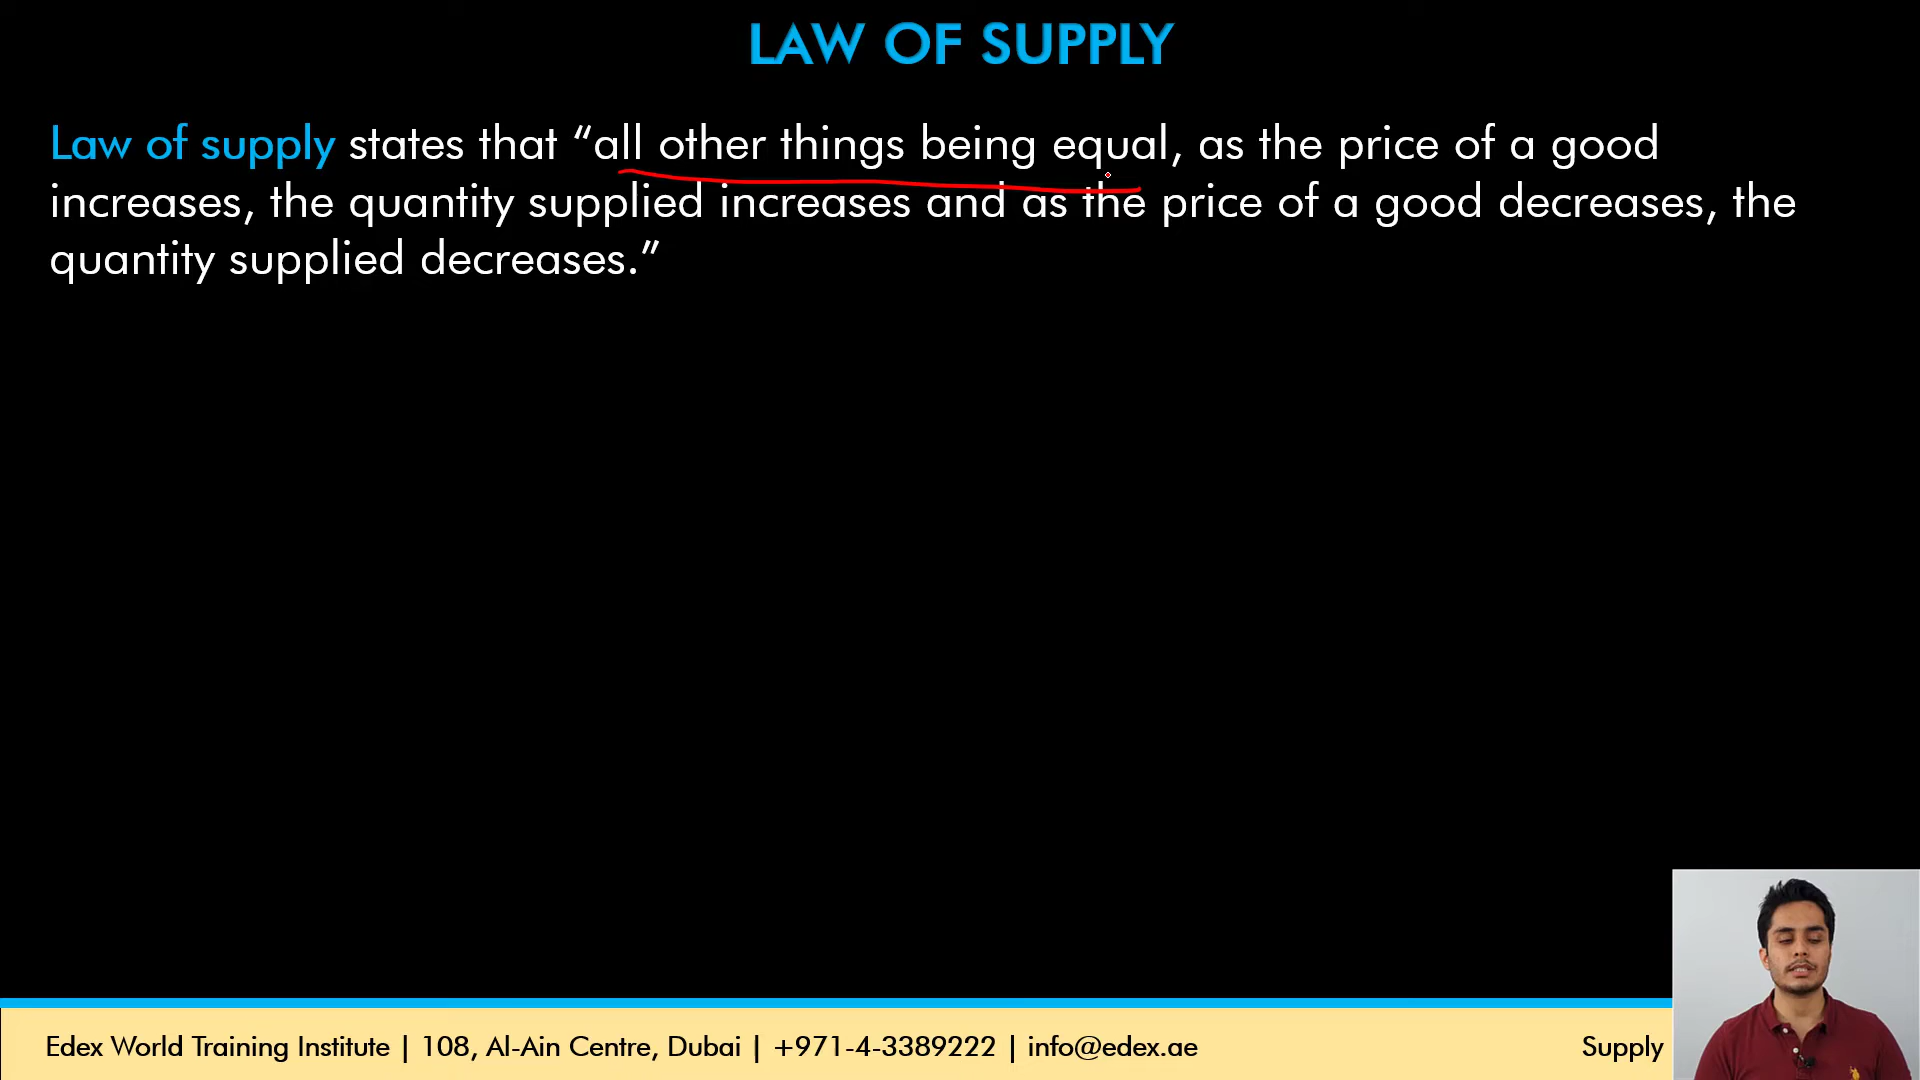 LAW OF SUPPLY
Law of supply states that “all other things being equal, as the price of a good
increases, the quantity supplied increases and as the price of a good decreases, the
quantity supplied decreases.”
Edex World Training Institute | 108, Al-Ain Centre, Dubai | +971-4-3389222 | info@edex.ae
Supply